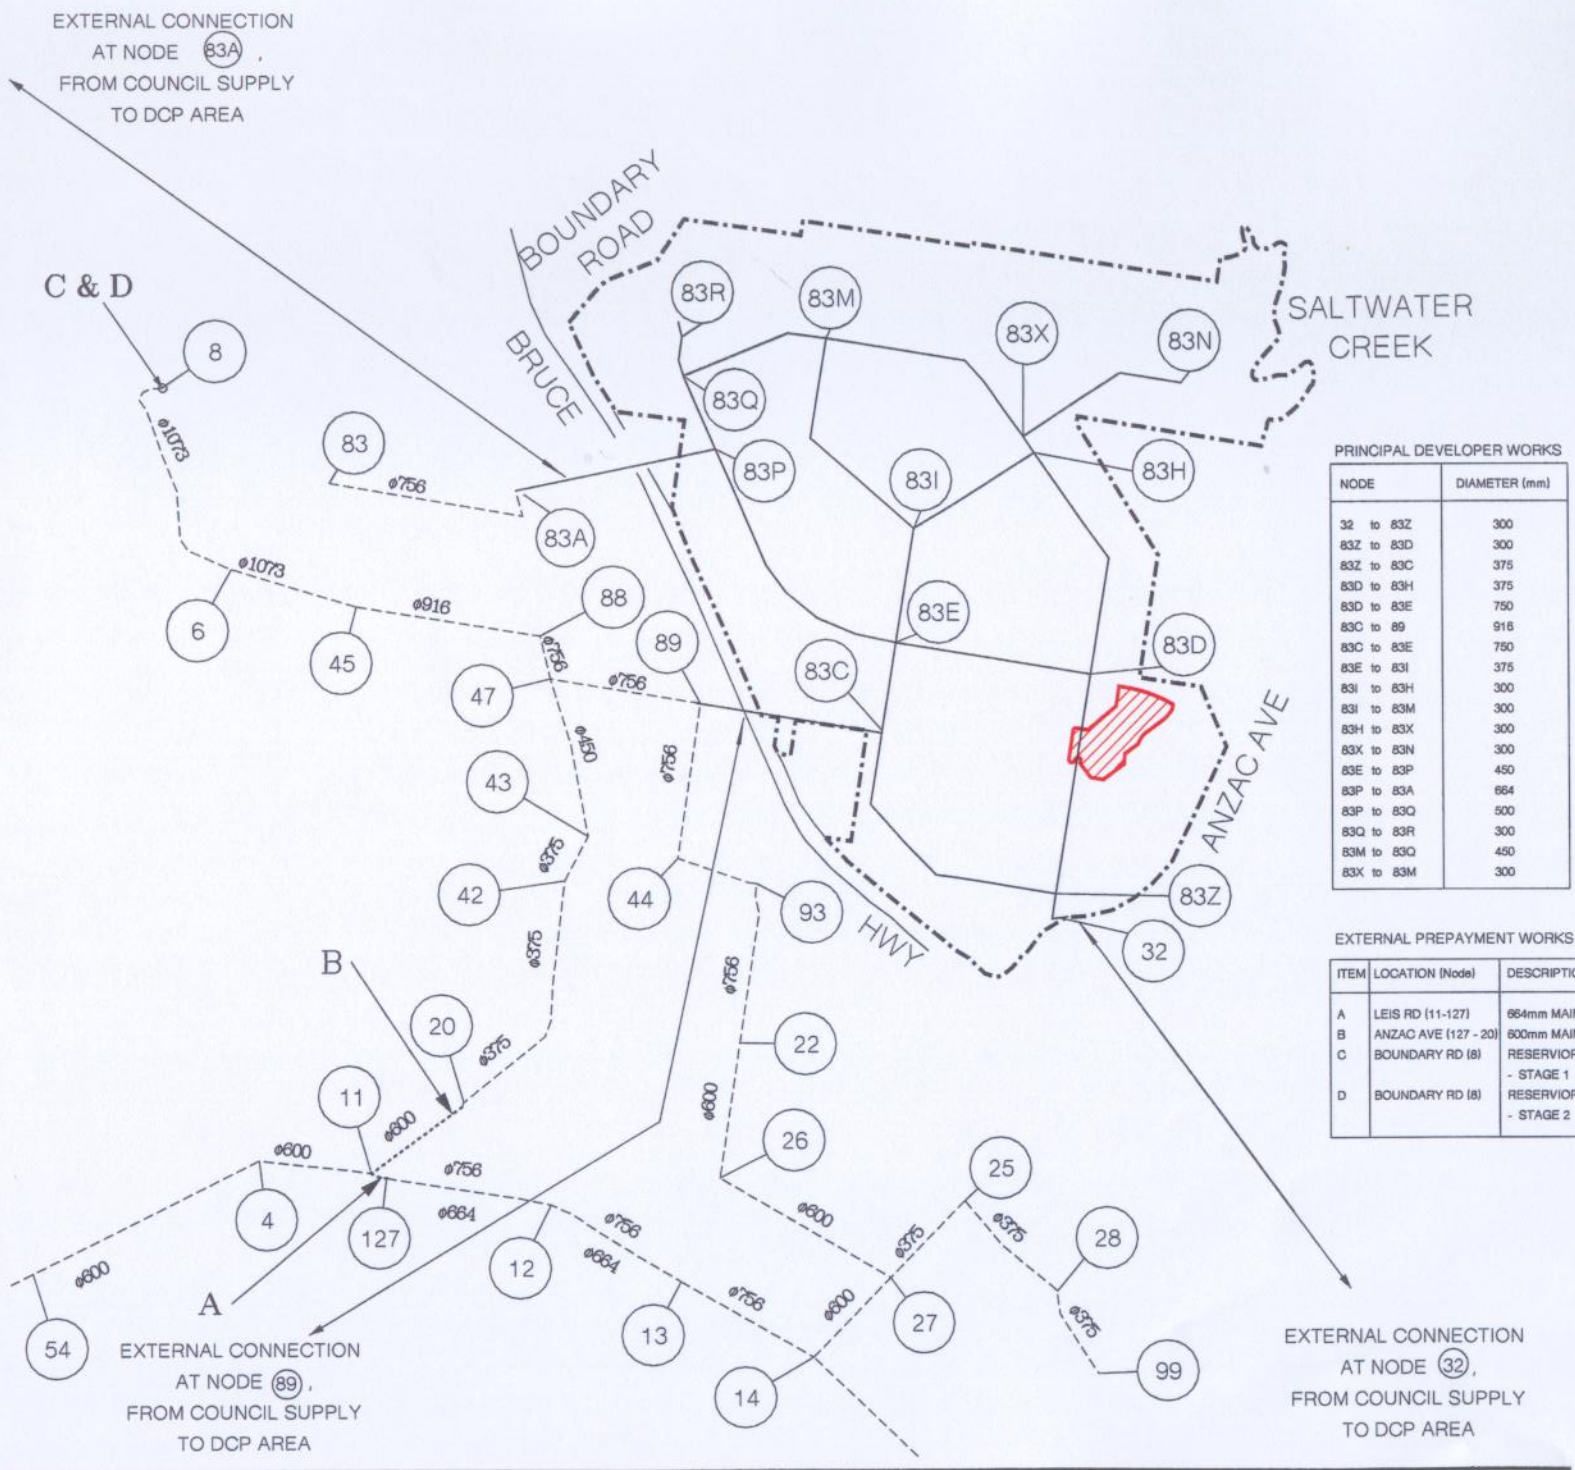 EXTERNAL CONNECTION
AT NODE 83A,
FROM COUNCIL SUPPLY
TO DCP AREA
BOUNDARY
ROAD
BRUCE
HWY
SALTWATER
CREEK
ANZAC AVE
C & D
8
ø1073
83
ø756
83A
83R
83M
83X
83N
83Q
83P
83I
83H
ø1073
6
45
ø916
88
ø756
47
ø756
89
83E
83C
83D
ø450
43
ø756
ø375
42
44
93
83Z
32
ø375
ø756
B
20
ø375
22
11
ø600
ø600
26
25
ø600
ø756
4
127
ø664
12
ø756
ø664
ø600
ø375
ø375
28
ø600
54
A
13
ø756
ø600
27
ø375
99
14
EXTERNAL CONNECTION
AT NODE 89,
FROM COUNCIL SUPPLY
TO DCP AREA
EXTERNAL CONNECTION
AT NODE 32,
FROM COUNCIL SUPPLY
TO DCP AREA
PRINCIPAL DEVELOPER WORKS
NODE DIAMETER (mm)
32 to 83Z 300
83Z to 83D 300
83Z to 83C 375
83D to 83H 375
83D to 83E 750
83C to 89 916
83C to 83E 750
83E to 83I 375
83I to 83H 300
83I to 83M 300
83H to 83X 300
83X to 83N 300
83E to 83P 450
83P to 83A 664
83P to 83Q 500
83Q to 83R 300
83M to 83Q 450
83X to 83M 300
EXTERNAL PREPAYMENT WORKS
ITEM LOCATION (Node) DESCRIPTIO
A LEIS RD (11-127) 664mm MAI
B ANZAC AVE (127 - 20) 600mm MAI
C BOUNDARY RD (8) RESERVIOR
- STAGE 1
D BOUNDARY RD (8) RESERVIOR
- STAGE 2